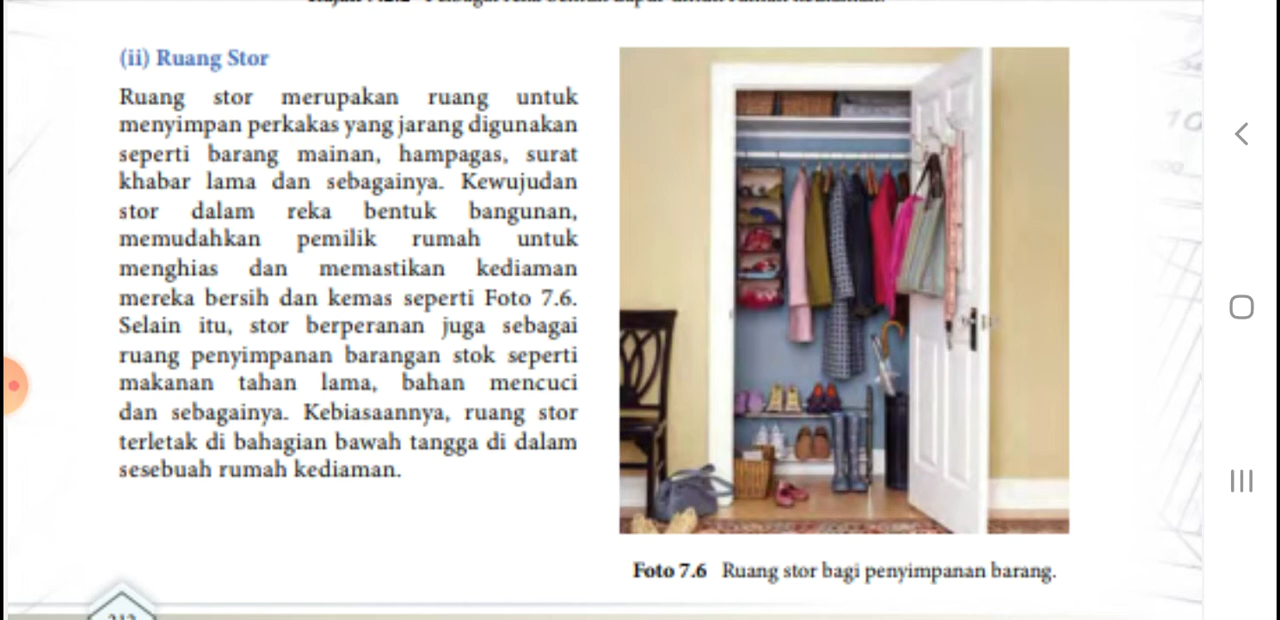 (ii) Ruang Stor
Ruang stor merupakan ruang untuk
menyimpan perkakas yang jarang digunakan
seperti barang mainan, hampagas, surat
khabar lama dan sebagainya. Kewujudan
stor dalam reka bentuk bangunan,
memudahkan pemilik rumah untuk
menghias dan memastikan kediaman
mereka bersih dan kemas seperti Foto 7.6.
Selain itu, stor berperanan juga sebagai
ruang penyimpanan barangan stok seperti
makanan tahan lama, bahan mencuci
dan sebagainya. Kebiasaannya, ruang stor
terletak di bahagian bawah tangga di dalam
sesebuah rumah kediaman.
Foto 7.6 Ruang stor bagi penyimpanan barang.